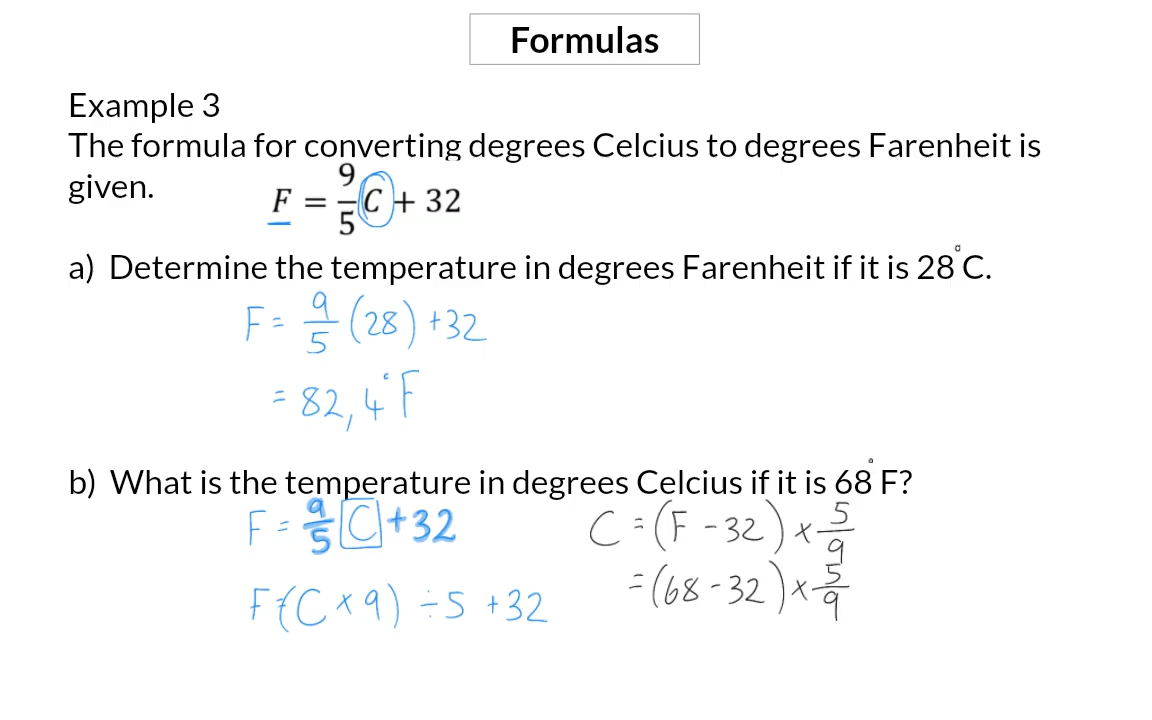 Formulas
Example 3
The formula for converting degrees Celcius to degrees Farenheit is
given.
F = 9/5 C + 32
a) Determine the temperature in degrees Farenheit if it is 28°C.
F = 9/5 (28) +32
= 82,4°F
b) What is the temperature in degrees Celcius if it is 68°F?
F = 9/5 C +32
F=(C × 9) ÷5 +32
C = (F - 32) × 5/9
= (68 - 32) × 5/9